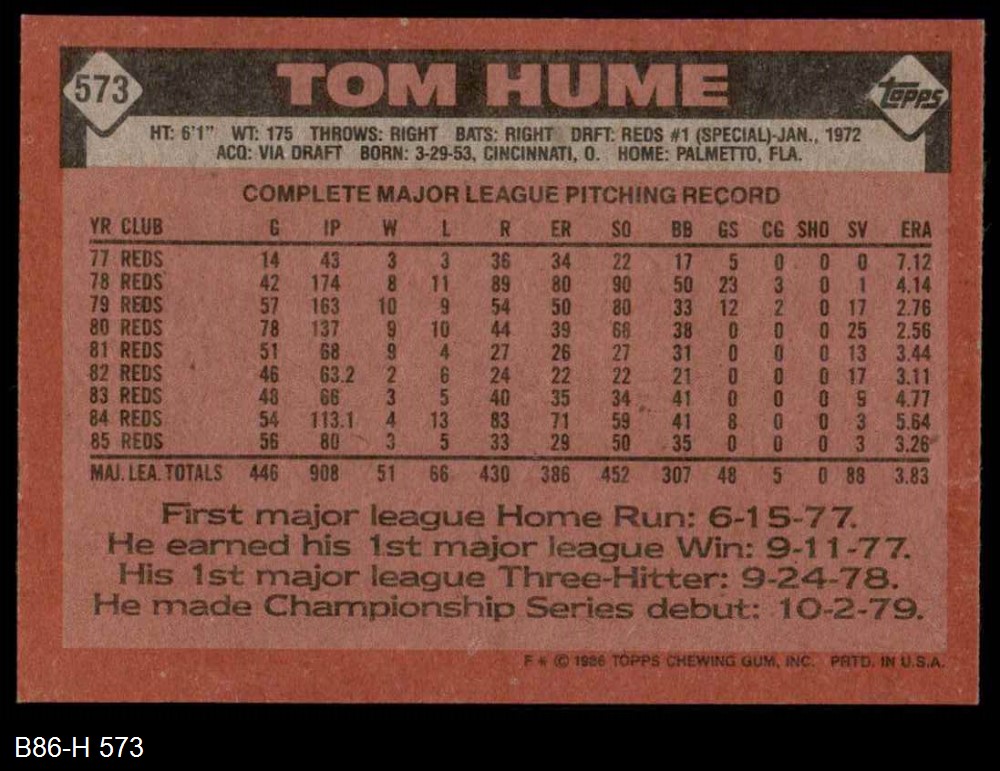 573 TOM HUME TOPPS
HT: 6'1" WT: 175 THROWS: RIGHT BATS: RIGHT DRFT: REDS #1 (SPECIAL)-JAN., 1972
ACQ: VIA DRAFT BORN: 3-29-53, CINCINNATI, O. HOME: PALMETTO, FLA.
COMPLETE MAJOR LEAGUE PITCHING RECORD
YR CLUB G IP W L R ER SO BB GS CG SHO SV ERA
77 REDS 14 43 3 3 36 34 22 17 5 0 0 0 7.12
78 REDS 42 174 8 11 89 80 90 50 23 3 0 1 4.14
79 REDS 57 163 10 9 54 50 80 33 12 2 0 17 2.76
80 REDS 78 137 9 10 44 39 68 38 0 0 0 25 2.56
81 REDS 51 68 9 4 27 26 27 31 0 0 0 13 3.44
82 REDS 46 63.2 2 6 24 22 22 21 0 0 0 17 3.11
83 REDS 48 66 3 5 40 35 34 41 0 0 0 9 4.77
84 REDS 54 113.1 4 13 83 71 59 41 8 0 0 3 5.64
85 REDS 56 80 3 5 33 29 50 35 0 0 0 3 3.26
MAJ. LEA. TOTALS 446 908 51 66 430 386 452 307 48 5 0 88 3.83
First major league Home Run: 6-15-77.
He earned his 1st major league Win: 9-11-77.
His 1st major league Three-Hitter: 9-24-78.
He made Championship Series debut: 10-2-79.
F * © 1986 TOPPS CHEWING GUM, INC. PRTD. IN U.S.A.
B86-H 573